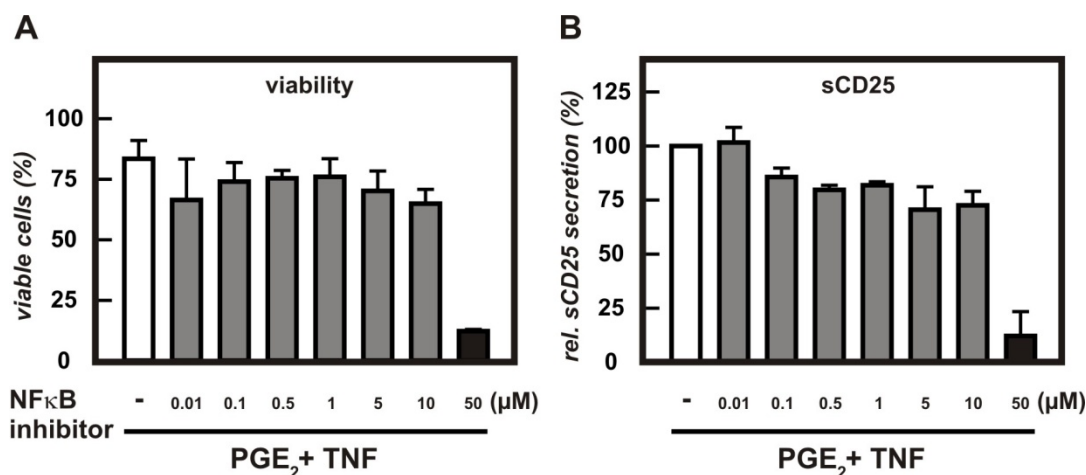 A
viability
viable cells (%)
100
75
50
25
0
NFκB
inhibitor
- 0.01 0.1 0.5 1 5 10 50 (μM)
PGE₂+ TNF
B
sCD25
rel. sCD25 secretion (%)
125
100
75
50
25
0
- 0.01 0.1 0.5 1 5 10 50 (μM)
PGE₂+ TNF